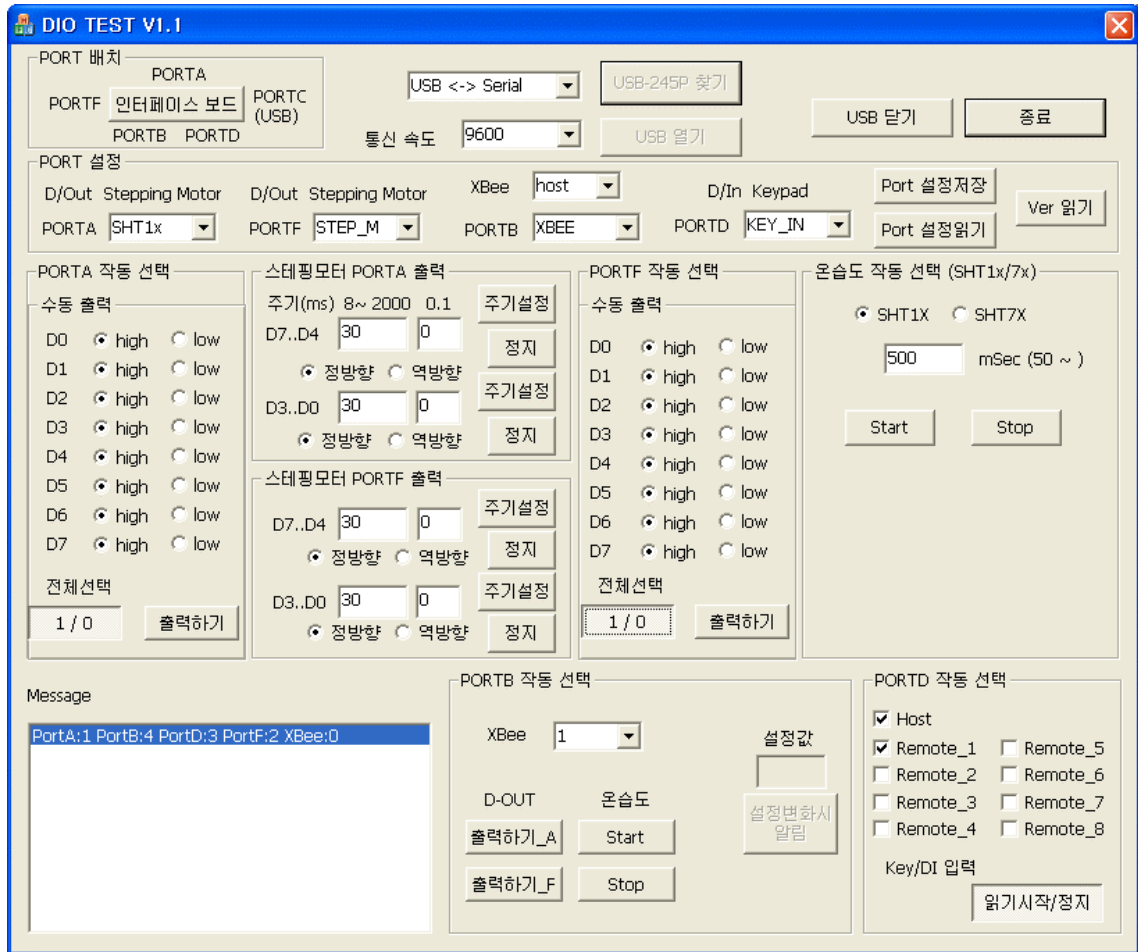 DIO TEST V1.1
PORT 배치
PORTA
PORTF 인터페이스 보드 PORTC (USB)
PORTB PORTD
USB <-> Serial USB-245P 찾기
통신 속도 9600 USB 열기
USB 닫기 종료
PORT 설정
D/Out Stepping Motor D/Out Stepping Motor XBee host D/In Keypad Port 설정저장 Ver 읽기
PORTA SHT1x PORTF STEP_M PORTB XBEE PORTD KEY_IN Port 설정읽기
PORTA 작동 선택
수동 출력
D0 high low
D1 high low
D2 high low
D3 high low
D4 high low
D5 high low
D6 high low
D7 high low
전체선택
1 / 0 출력하기
스테핑모터 PORTA 출력
주기(ms) 8~ 2000 0.1 주기설정
D7..D4 30 0 정지
정방향 역방향
주기설정
D3..D0 30 0
정방향 역방향 정지
스테핑모터 PORTF 출력
주기설정
D7..D4 30 0
정방향 역방향 정지
주기설정
D3..D0 30 0
정방향 역방향 정지
PORTF 작동 선택
수동 출력
D0 high low
D1 high low
D2 high low
D3 high low
D4 high low
D5 high low
D6 high low
D7 high low
전체선택
1 / 0 출력하기
온습도 작동 선택 (SHT1x/7x)
SHT1X SHT7X
500 mSec (50 ~ )
Start Stop
Message
PortA:1 PortB:4 PortD:3 PortF:2 XBee:0
PORTB 작동 선택
XBee 1 설정값
D-OUT 온습도
설정변화시
알림
출력하기_A Start
출력하기_F Stop
PORTD 작동 선택
Host
Remote_1 Remote_5
Remote_2 Remote_6
Remote_3 Remote_7
Remote_4 Remote_8
Key/DI 입력
읽기시작/정지